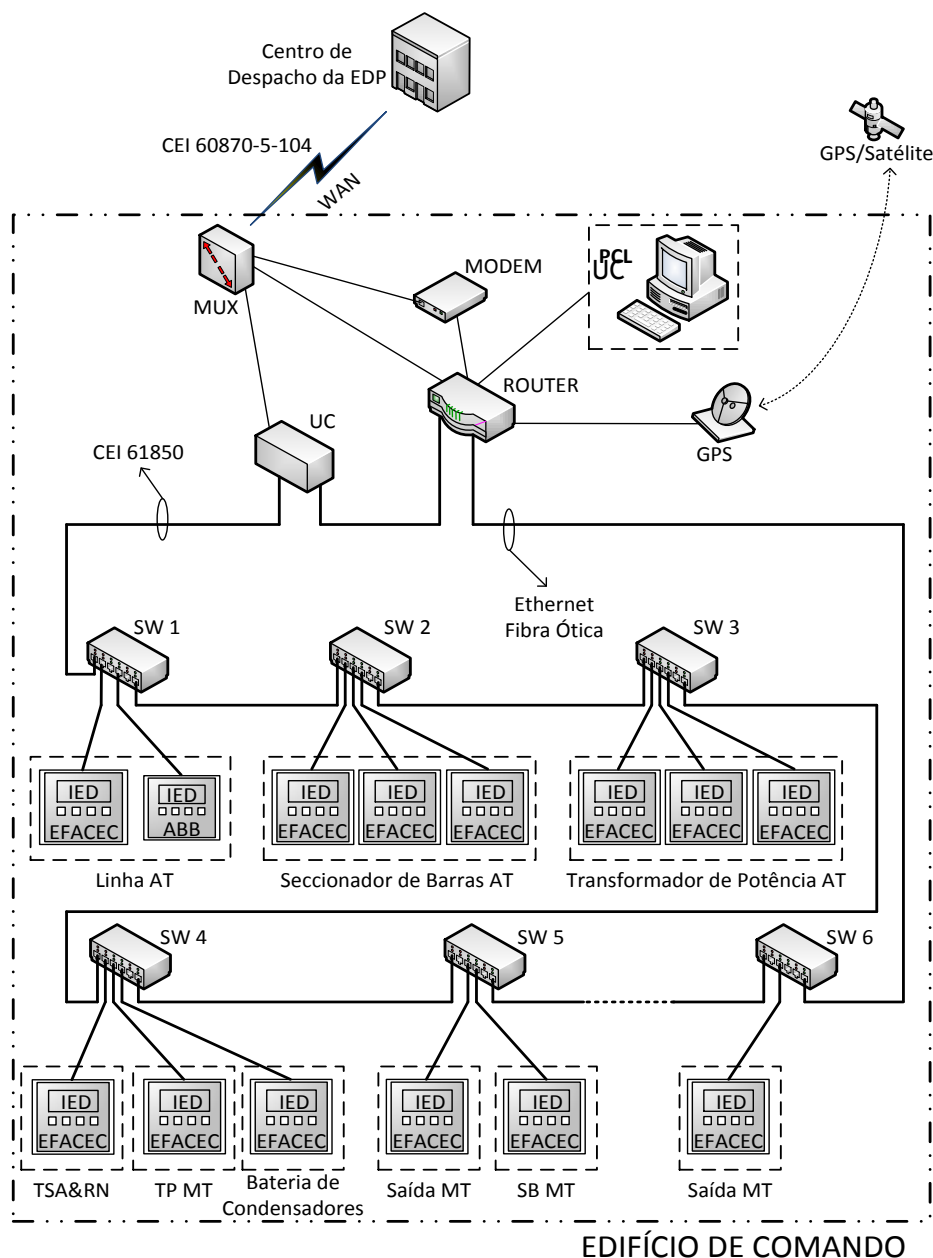 Centro de
Despacho da EDP
CEI 60870-5-104
WAN
GPS/Satélite
MUX
MODEM
PCL
UC
ROUTER
GPS
UC
CEI 61850
Ethernet
Fibra Ótica
SW 1
SW 2
SW 3
IED
EFACEC
IED
ABB
IED
EFACEC
IED
EFACEC
IED
EFACEC
IED
EFACEC
IED
EFACEC
IED
EFACEC
Linha AT
Seccionador de Barras AT
Transformador de Potência AT
SW 4
SW 5
SW 6
IED
EFACEC
IED
EFACEC
IED
EFACEC
IED
EFACEC
IED
EFACEC
IED
EFACEC
TSA&RN
TP MT
Bateria de
Condensadores
Saída MT
SB MT
Saída MT
EDIFÍCIO DE COMANDO